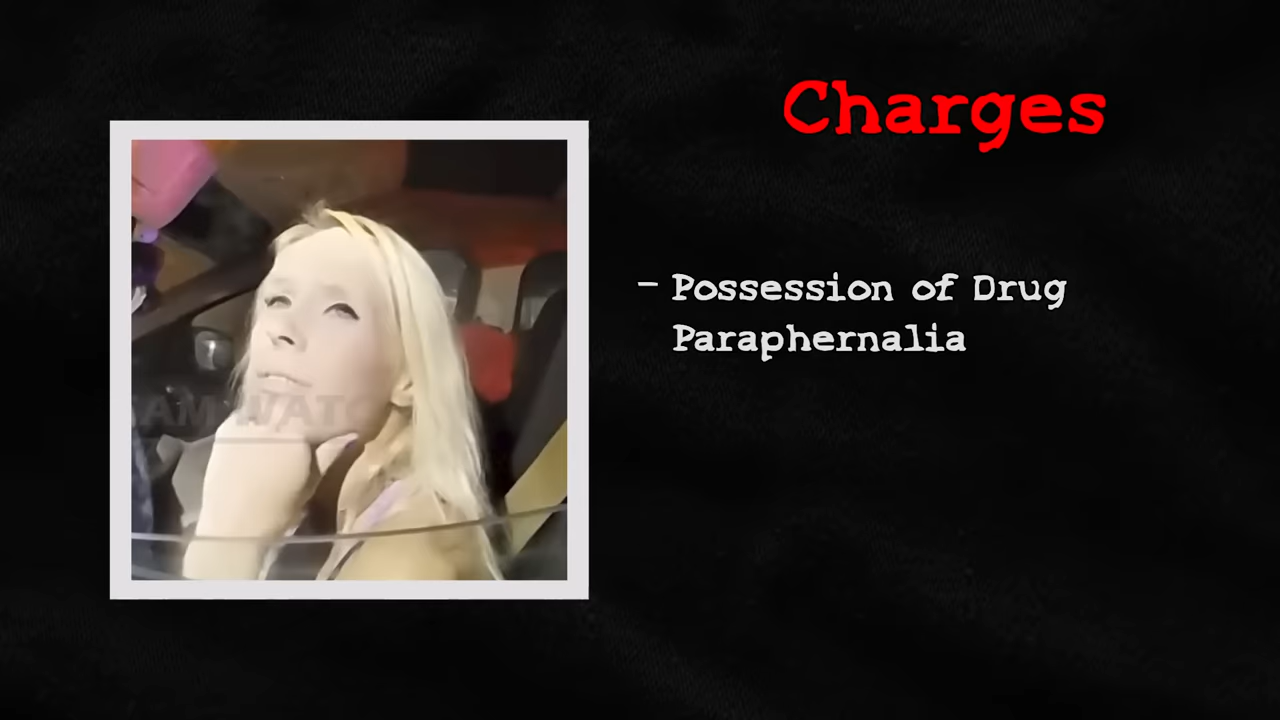 Charges
- Possession of Drug
Paraphernalia